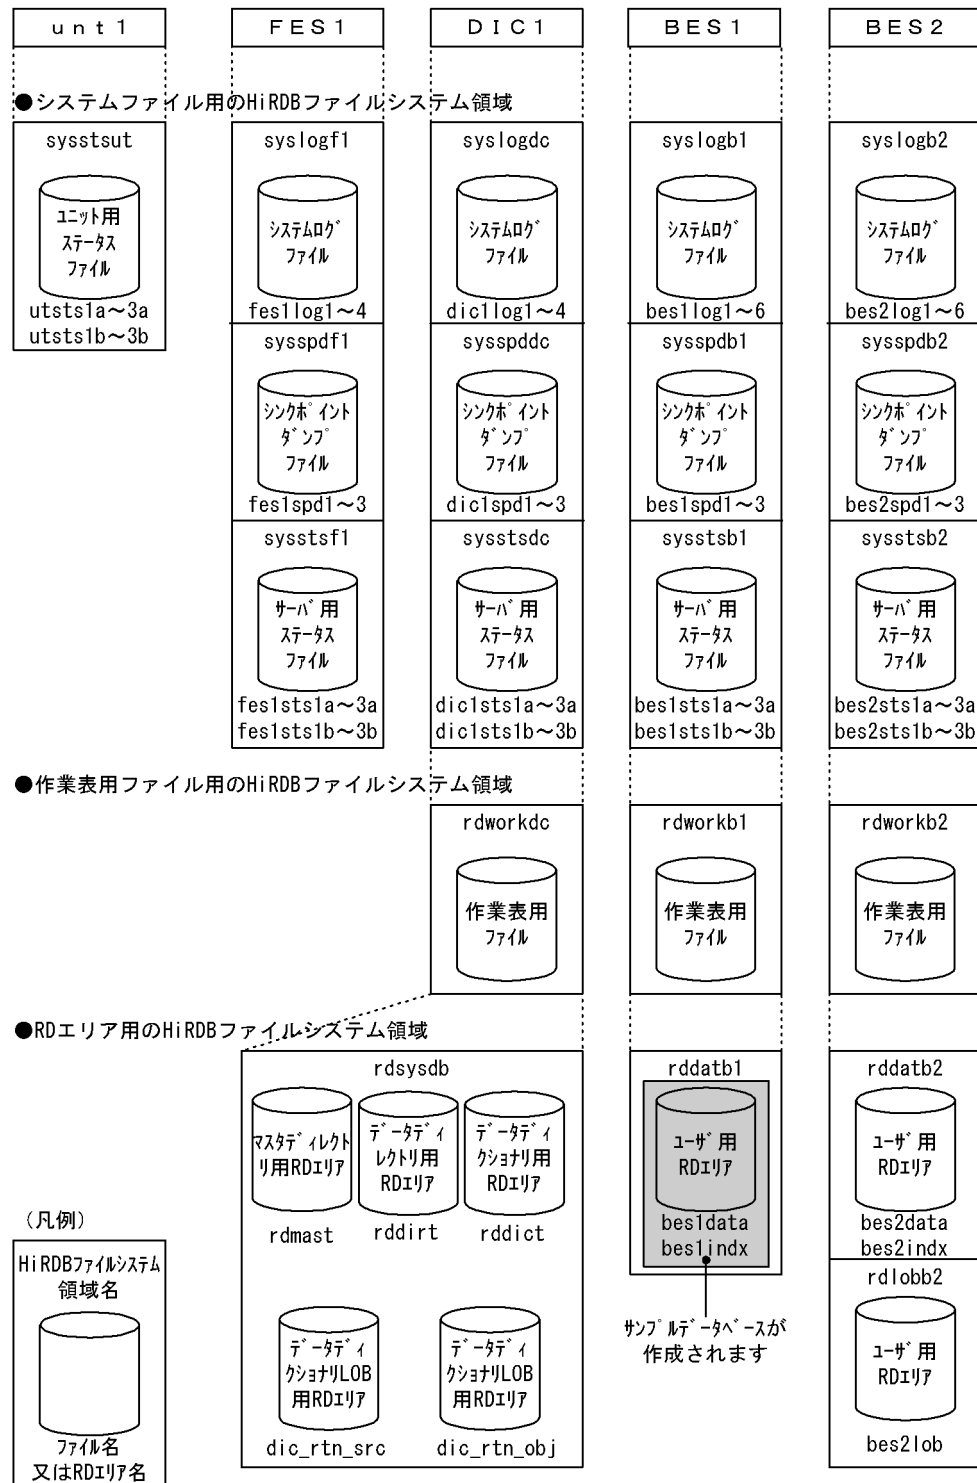 unt1
FES1
DIC1
BES1
BES2
●システムファイル用のHiRDBファイルシステム領域
sysstsut
syslogf1
syslogdc
syslogb1
syslogb2
ﾕﾆｯﾄ用
ｽﾃｰﾀｽ
ﾌｧｲﾙ
ｼｽﾃﾑﾛｸﾞ
ﾌｧｲﾙ
ｼｽﾃﾑﾛｸﾞ
ﾌｧｲﾙ
ｼｽﾃﾑﾛｸﾞ
ﾌｧｲﾙ
ｼｽﾃﾑﾛｸﾞ
ﾌｧｲﾙ
utsts1a～3a
utsts1b～3b
fes1log1～4
dic1log1～4
bes1log1～6
bes2log1～6
sysspdf1
sysspddc
sysspdb1
sysspdb2
ｼﾝｸﾎﾟｲﾝﾄ
ﾀﾞﾝﾌﾟ
ﾌｧｲﾙ
ｼﾝｸﾎﾟｲﾝﾄ
ﾀﾞﾝﾌﾟ
ﾌｧｲﾙ
ｼﾝｸﾎﾟｲﾝﾄ
ﾀﾞﾝﾌﾟ
ﾌｧｲﾙ
ｼﾝｸﾎﾟｲﾝﾄ
ﾀﾞﾝﾌﾟ
ﾌｧｲﾙ
fes1spd1～3
dic1spd1～3
bes1spd1～3
bes2spd1～3
sysstsf1
sysstsdc
sysstsb1
sysstsb2
ｻｰﾊﾞ用
ｽﾃｰﾀｽ
ﾌｧｲﾙ
ｻｰﾊﾞ用
ｽﾃｰﾀｽ
ﾌｧｲﾙ
ｻｰﾊﾞ用
ｽﾃｰﾀｽ
ﾌｧｲﾙ
ｻｰﾊﾞ用
ｽﾃｰﾀｽ
ﾌｧｲﾙ
fes1sts1a～3a
fes1sts1b～3b
dic1sts1a～3a
dic1sts1b～3b
bes1sts1a～3a
bes1sts1b～3b
bes2sts1a～3a
bes2sts1b～3b
●作業表用ファイル用のHiRDBファイルシステム領域
rdworkdc
rdworkb1
rdworkb2
作業表用
ﾌｧｲﾙ
作業表用
ﾌｧｲﾙ
作業表用
ﾌｧｲﾙ
●RDエリア用のHiRDBファイルシステム領域
rdsysdb
rddatb1
rddatb2
ﾏｽﾀﾃﾞｨﾚｸﾄ
ﾘ用RDｴﾘｱ
ﾃﾞｰﾀﾃﾞｨ
ﾚｸﾄﾘ用
RDｴﾘｱ
ﾃﾞｰﾀﾃﾞｨ
ｸｼｮﾅﾘ用
RDｴﾘｱ
ﾕｰｻﾞ用
RDｴﾘｱ
ﾕｰｻﾞ用
RDｴﾘｱ
rdmast
rddirt
rddict
bes1data
bes1indx
bes2data
bes2indx
rdlobb2
ﾃﾞｰﾀﾃﾞｨ
ｸｼｮﾅﾘLOB
用RDｴﾘｱ
ﾃﾞｰﾀﾃﾞｨ
ｸｼｮﾅﾘLOB
用RDｴﾘｱ
ｻﾝﾌﾟﾙﾃﾞｰﾀﾍﾞｰｽが
作成されます
ﾕｰｻﾞ用
RDｴﾘｱ
dic_rtn_src
dic_rtn_obj
bes2lob
（凡例）
HiRDBﾌｧｲﾙｼｽﾃﾑ
領域名
ﾌｧｲﾙ名
又はRDｴﾘｱ名